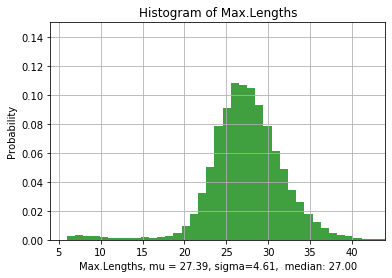 Histogram of Max.Lengths
0.14
0.12
0.10
0.08
0.06
0.04
0.02
0.00
Probability
5 10 15 20 25 30 35 40
Max.Lengths, mu = 27.39, sigma=4.61,  median: 27.00